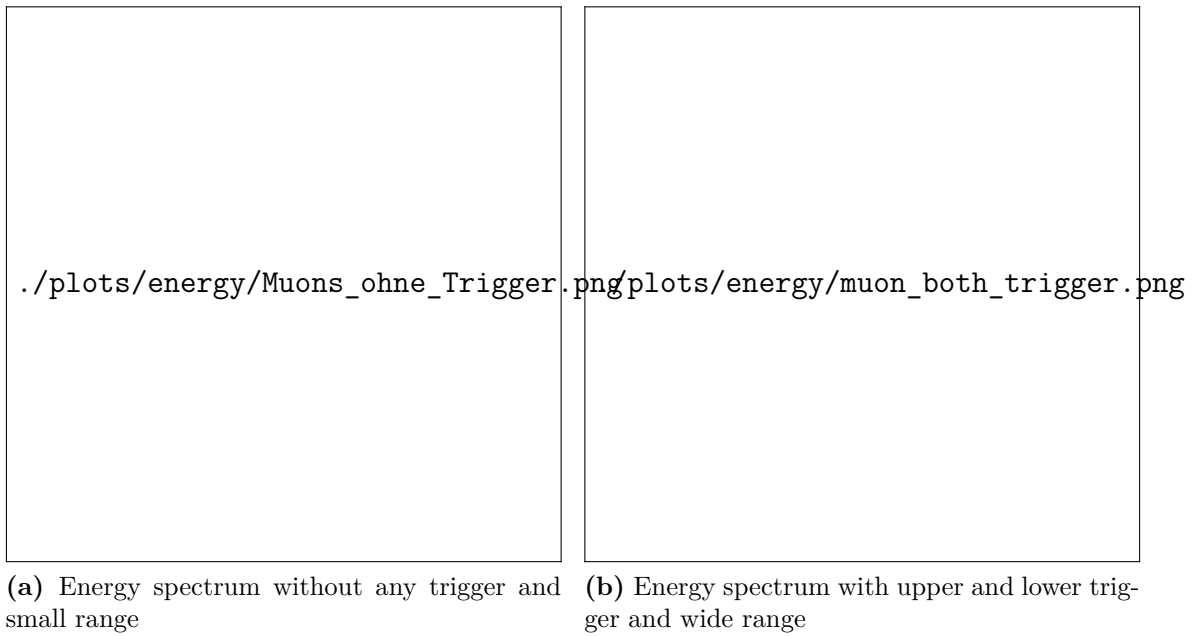 ./plots/energy/Muons_ohne_Trigger.png
/plots/energy/muon_both_trigger.png
(a) Energy spectrum without any trigger and
small range
(b) Energy spectrum with upper and lower trig-
ger and wide range